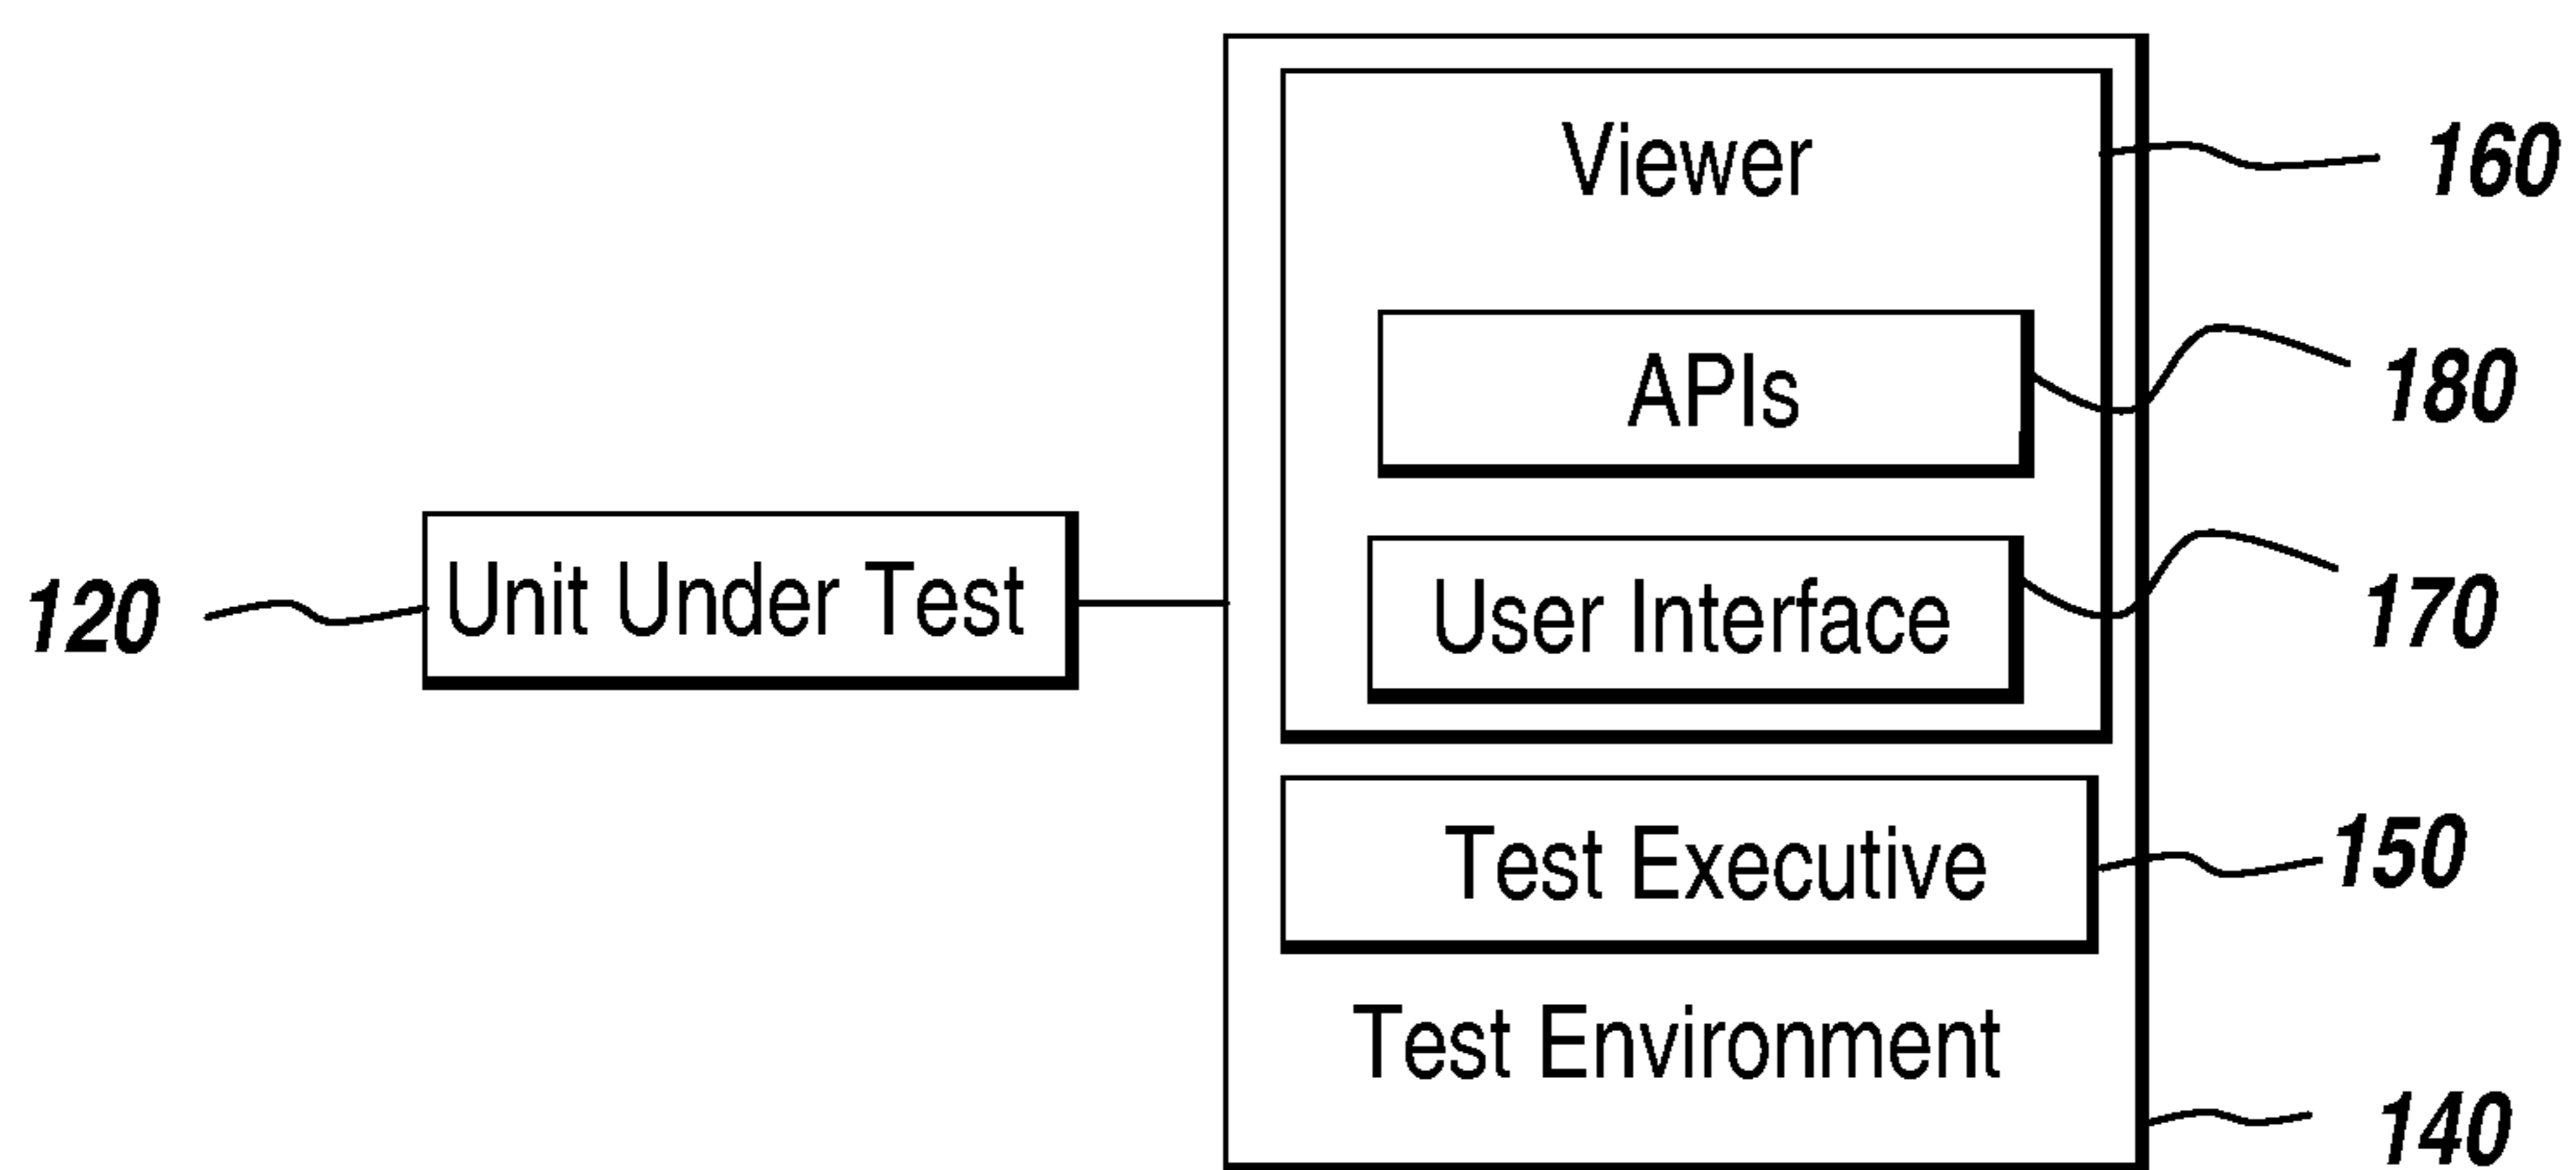 Viewer
160
APIs
180
Unit Under Test
120
User Interface
170
Test Executive
150
Test Environment
140